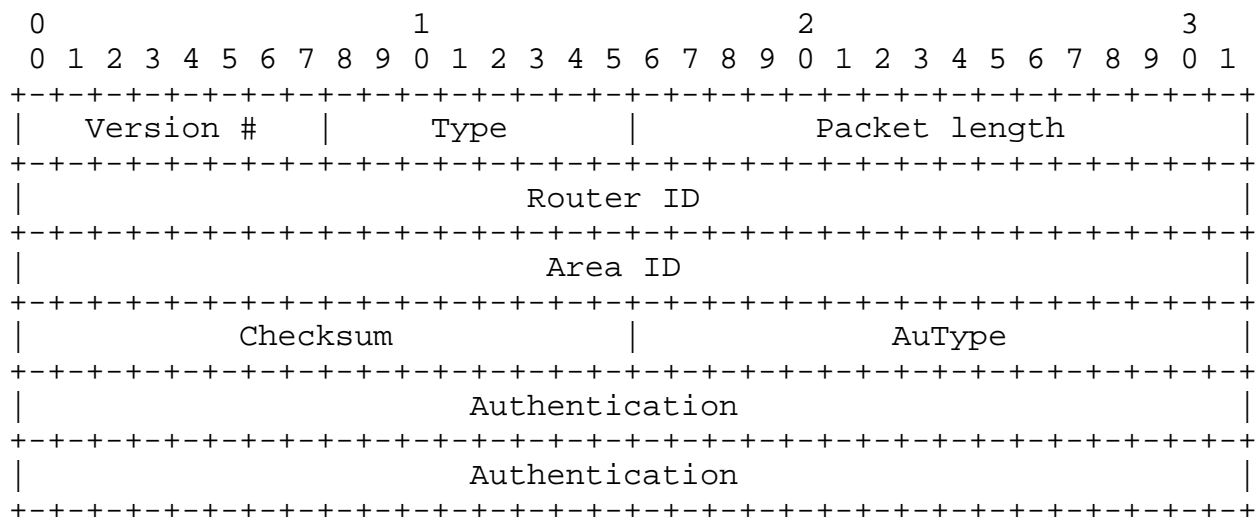 0                   1                   2                   3
 0 1 2 3 4 5 6 7 8 9 0 1 2 3 4 5 6 7 8 9 0 1 2 3 4 5 6 7 8 9 0 1
+-+-+-+-+-+-+-+-+-+-+-+-+-+-+-+-+-+-+-+-+-+-+-+-+-+-+-+-+-+-+-+-+
|   Version #   |     Type      |         Packet length         |
+-+-+-+-+-+-+-+-+-+-+-+-+-+-+-+-+-+-+-+-+-+-+-+-+-+-+-+-+-+-+-+-+
|                          Router ID                            |
+-+-+-+-+-+-+-+-+-+-+-+-+-+-+-+-+-+-+-+-+-+-+-+-+-+-+-+-+-+-+-+-+
|                           Area ID                             |
+-+-+-+-+-+-+-+-+-+-+-+-+-+-+-+-+-+-+-+-+-+-+-+-+-+-+-+-+-+-+-+-+
|           Checksum            |             AuType            |
+-+-+-+-+-+-+-+-+-+-+-+-+-+-+-+-+-+-+-+-+-+-+-+-+-+-+-+-+-+-+-+-+
|                       Authentication                          |
+-+-+-+-+-+-+-+-+-+-+-+-+-+-+-+-+-+-+-+-+-+-+-+-+-+-+-+-+-+-+-+-+
|                       Authentication                          |
+-+-+-+-+-+-+-+-+-+-+-+-+-+-+-+-+-+-+-+-+-+-+-+-+-+-+-+-+-+-+-+-+